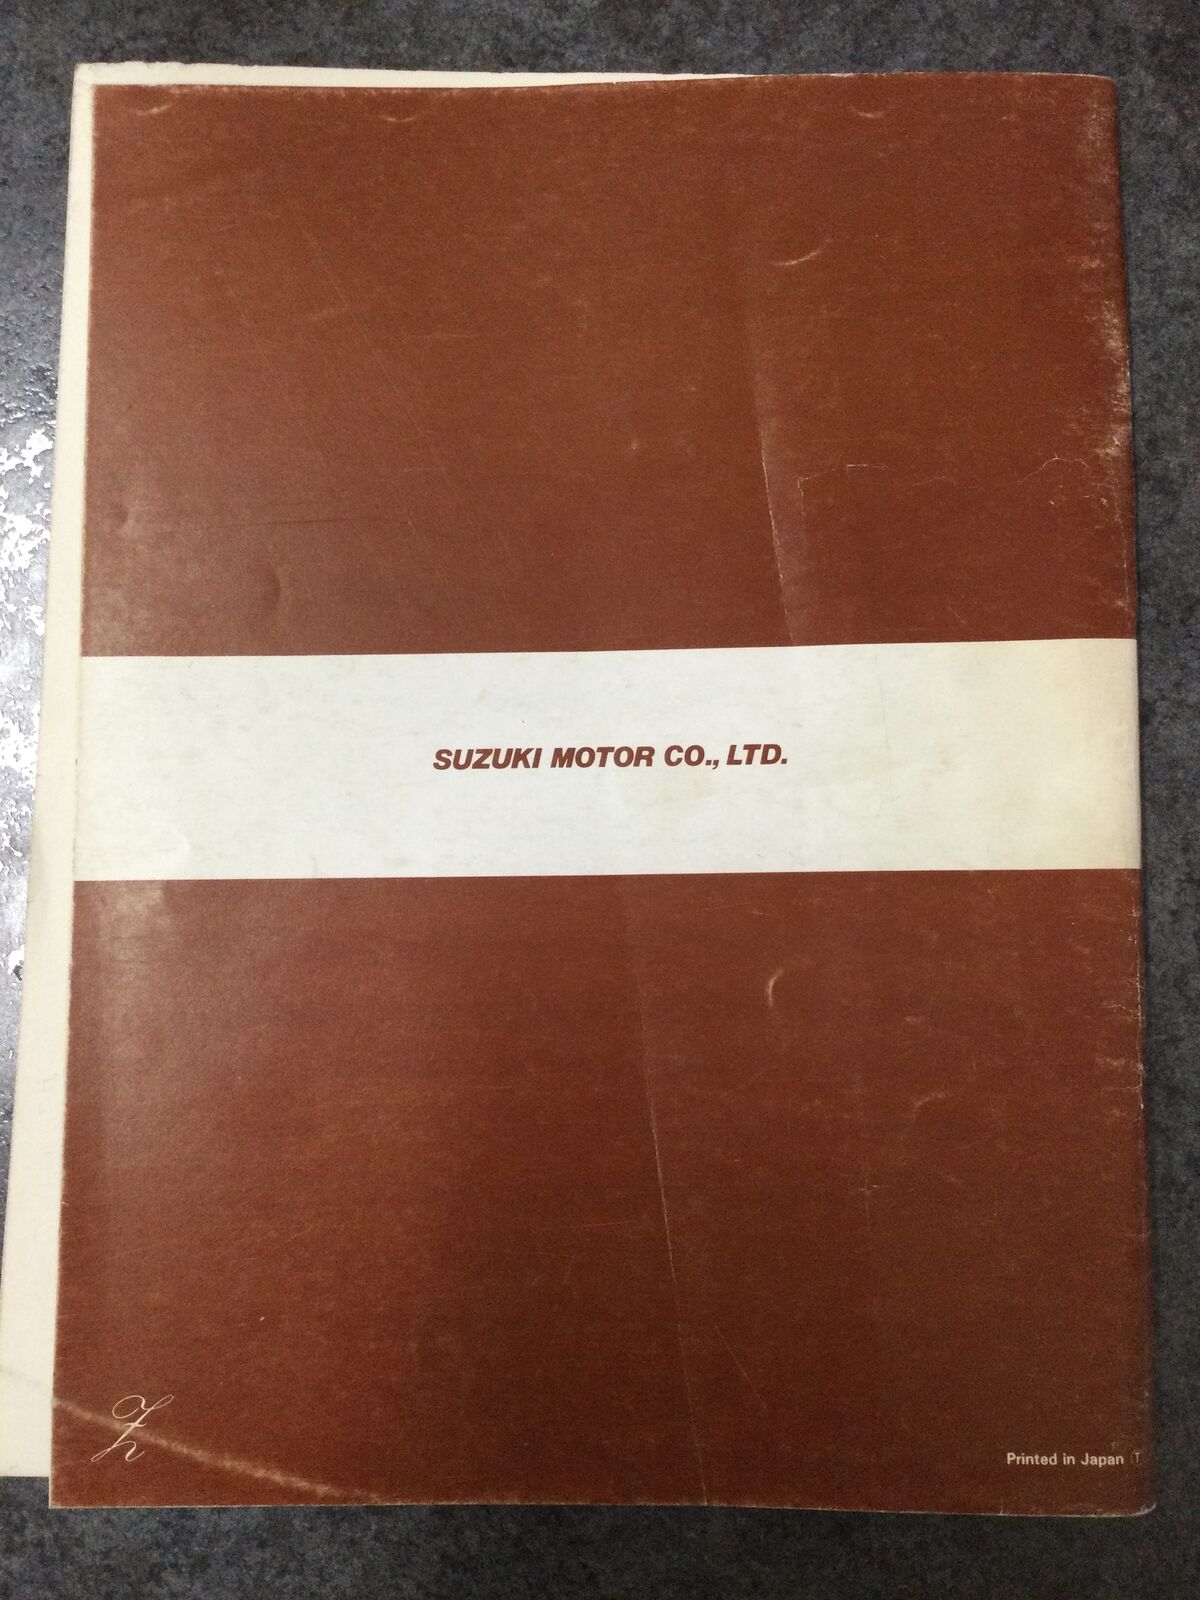 SUZUKI MOTOR CO., LTD.
Z
Printed in Japan Ⓣ